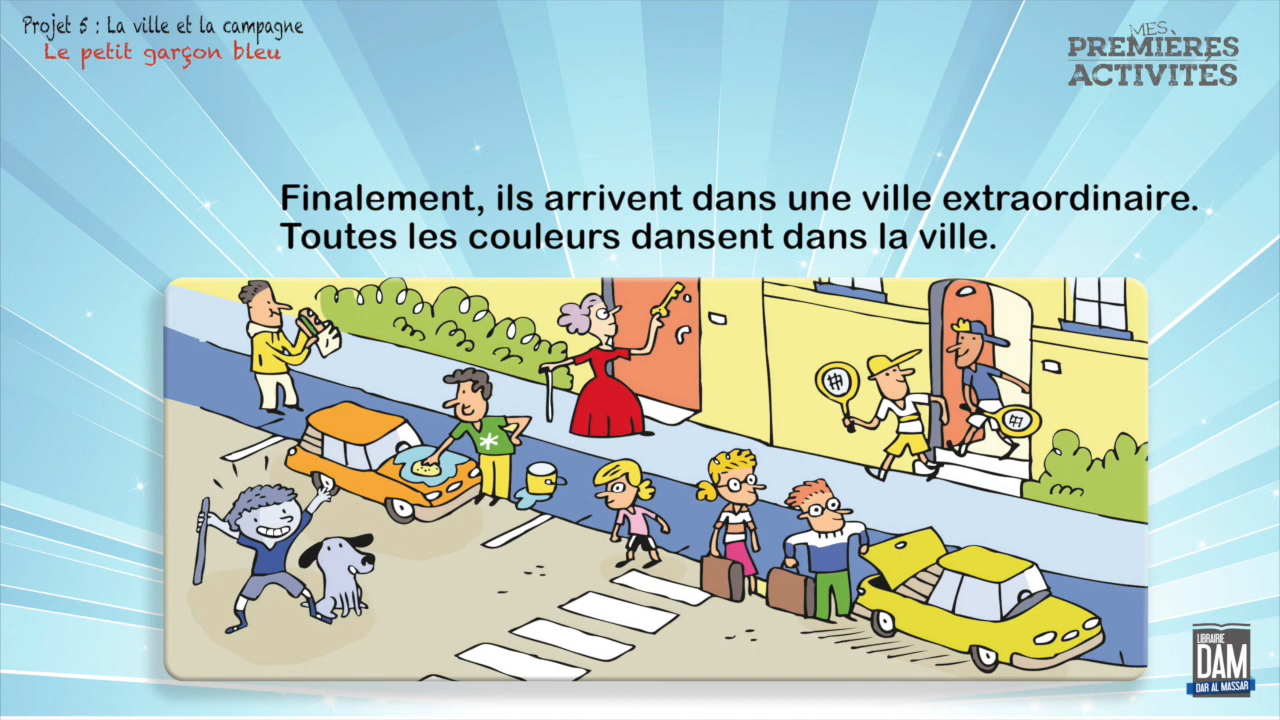 Projet 5 : La ville et la campagne
Le petit garçon bleu
MES
PREMIÈRES
ACTIVITÉS
Finalement, ils arrivent dans une ville extraordinaire.
Toutes les couleurs dansent dans la ville.
LIBRAIRIE
DAM
DAR AL MASSAR